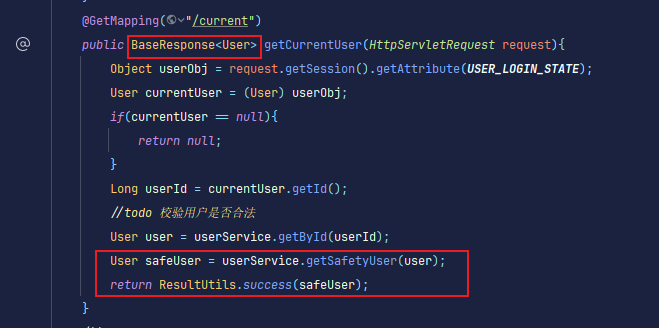 @GetMapping("/current")
public BaseResponse<User> getCurrentUser(HttpServletRequest request){
Object userObj = request.getSession().getAttribute(USER_LOGIN_STATE);
User currentUser = (User) userObj;
if(currentUser == null){
return null;
}
Long userId = currentUser.getId();
//todo 校验用户是否合法
User user = userService.getById(userId);
User safeUser = userService.getSafetyUser(user);
return ResultUtils.success(safeUser);
}